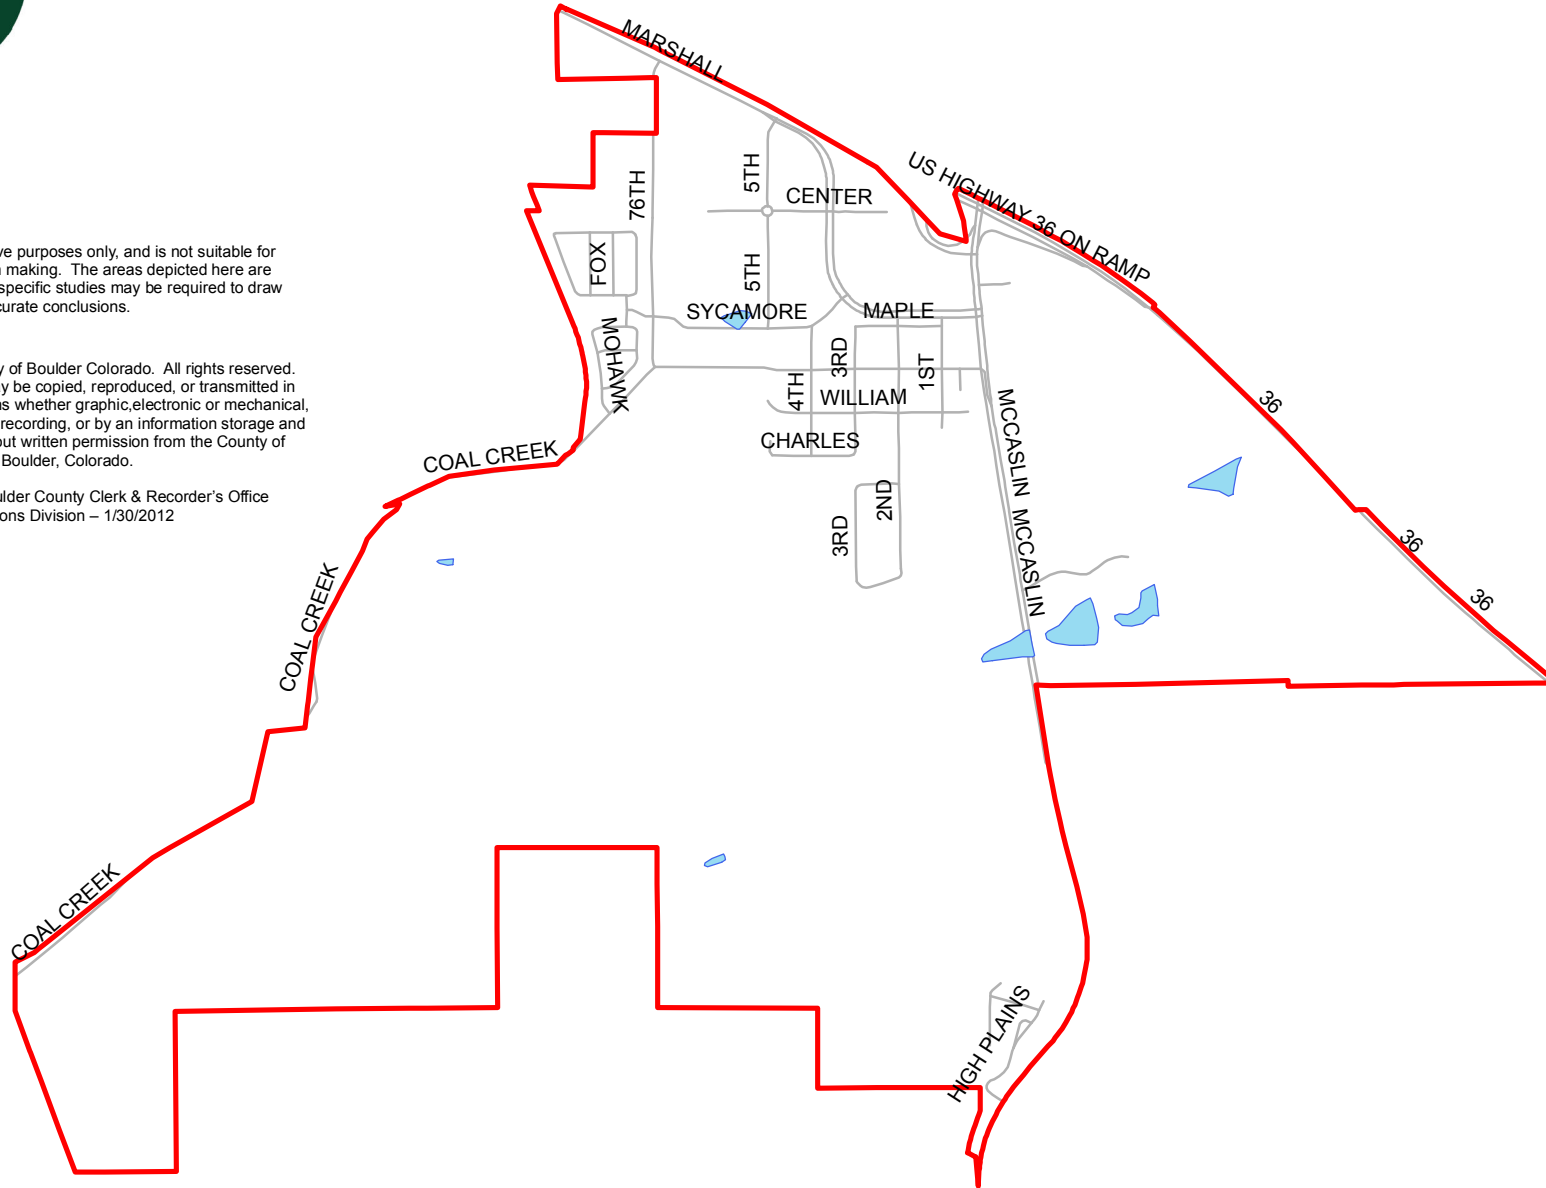 ve purposes only, and is not suitable for
making. The areas depicted here are
specific studies may be required to draw
curate conclusions.
y of Boulder Colorado. All rights reserved.
y be copied, reproduced, or transmitted in
s whether graphic,electronic or mechanical,
recording, or by an information storage and
out written permission from the County of
Boulder, Colorado.
ulder County Clerk & Recorder's Office
ons Division – 1/30/2012
MARSHALL
US HIGHWAY 36 ON RAMP
5TH
76TH
CENTER
FOX
5TH
SYCAMORE
MAPLE
MOHAWK
3RD
1ST
4TH
WILLIAM
36
MCCASLIN
CHARLES
COAL CREEK
2ND
3RD
MCCASLIN
36
36
COAL CREEK
COAL CREEK
HIGH PLAINS